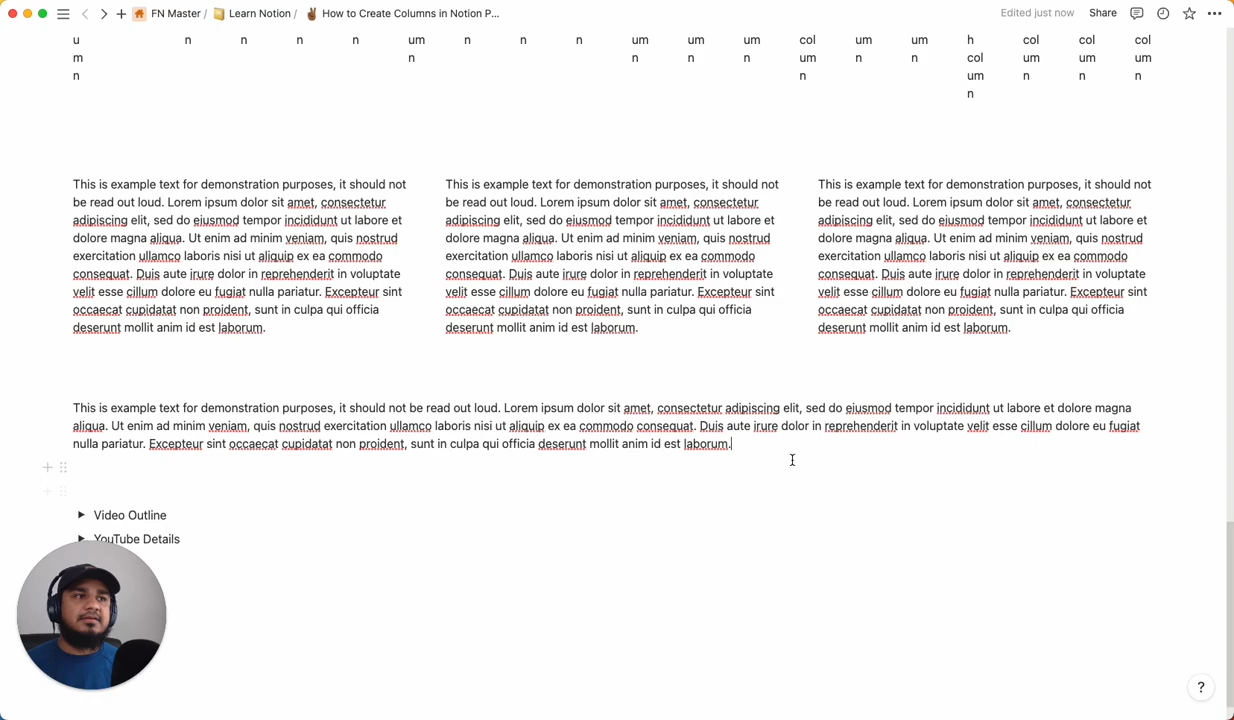 FN Master / Learn Notion / How to Create Columns in Notion P... Edited just now Share
u n n n n um n n n um um um col um um h col col col
m n n n n um n n col um um um
n n um n n n
n
This is example text for demonstration purposes, it should not
be read out loud. Lorem ipsum dolor sit amet, consectetur
adipiscing elit, sed do eiusmod tempor incididunt ut labore et
dolore magna aliqua. Ut enim ad minim veniam, quis nostrud
exercitation ullamco laboris nisi ut aliquip ex ea commodo
consequat. Duis aute irure dolor in reprehenderit in voluptate
velit esse cillum dolore eu fugiat nulla pariatur. Excepteur sint
occaecat cupidatat non proident, sunt in culpa qui officia
deserunt mollit anim id est laborum.
This is example text for demonstration purposes, it should not
be read out loud. Lorem ipsum dolor sit amet, consectetur
adipiscing elit, sed do eiusmod tempor incididunt ut labore et
dolore magna aliqua. Ut enim ad minim veniam, quis nostrud
exercitation ullamco laboris nisi ut aliquip ex ea commodo
consequat. Duis aute irure dolor in reprehenderit in voluptate
velit esse cillum dolore eu fugiat nulla pariatur. Excepteur sint
occaecat cupidatat non proident, sunt in culpa qui officia
deserunt mollit anim id est laborum.
This is example text for demonstration purposes, it should not
be read out loud. Lorem ipsum dolor sit amet, consectetur
adipiscing elit, sed do eiusmod tempor incididunt ut labore et
dolore magna aliqua. Ut enim ad minim veniam, quis nostrud
exercitation ullamco laboris nisi ut aliquip ex ea commodo
consequat. Duis aute irure dolor in reprehenderit in voluptate
velit esse cillum dolore eu fugiat nulla pariatur. Excepteur sint
occaecat cupidatat non proident, sunt in culpa qui officia
deserunt mollit anim id est laborum.
This is example text for demonstration purposes, it should not be read out loud. Lorem ipsum dolor sit amet, consectetur adipiscing elit, sed do eiusmod tempor incididunt ut labore et dolore magna
aliqua. Ut enim ad minim veniam, quis nostrud exercitation ullamco laboris nisi ut aliquip ex ea commodo consequat. Duis aute irure dolor in reprehenderit in voluptate velit esse cillum dolore eu fugiat
nulla pariatur. Excepteur sint occaecat cupidatat non proident, sunt in culpa qui officia deserunt mollit anim id est laborum.
Video Outline
YouTube Details
?